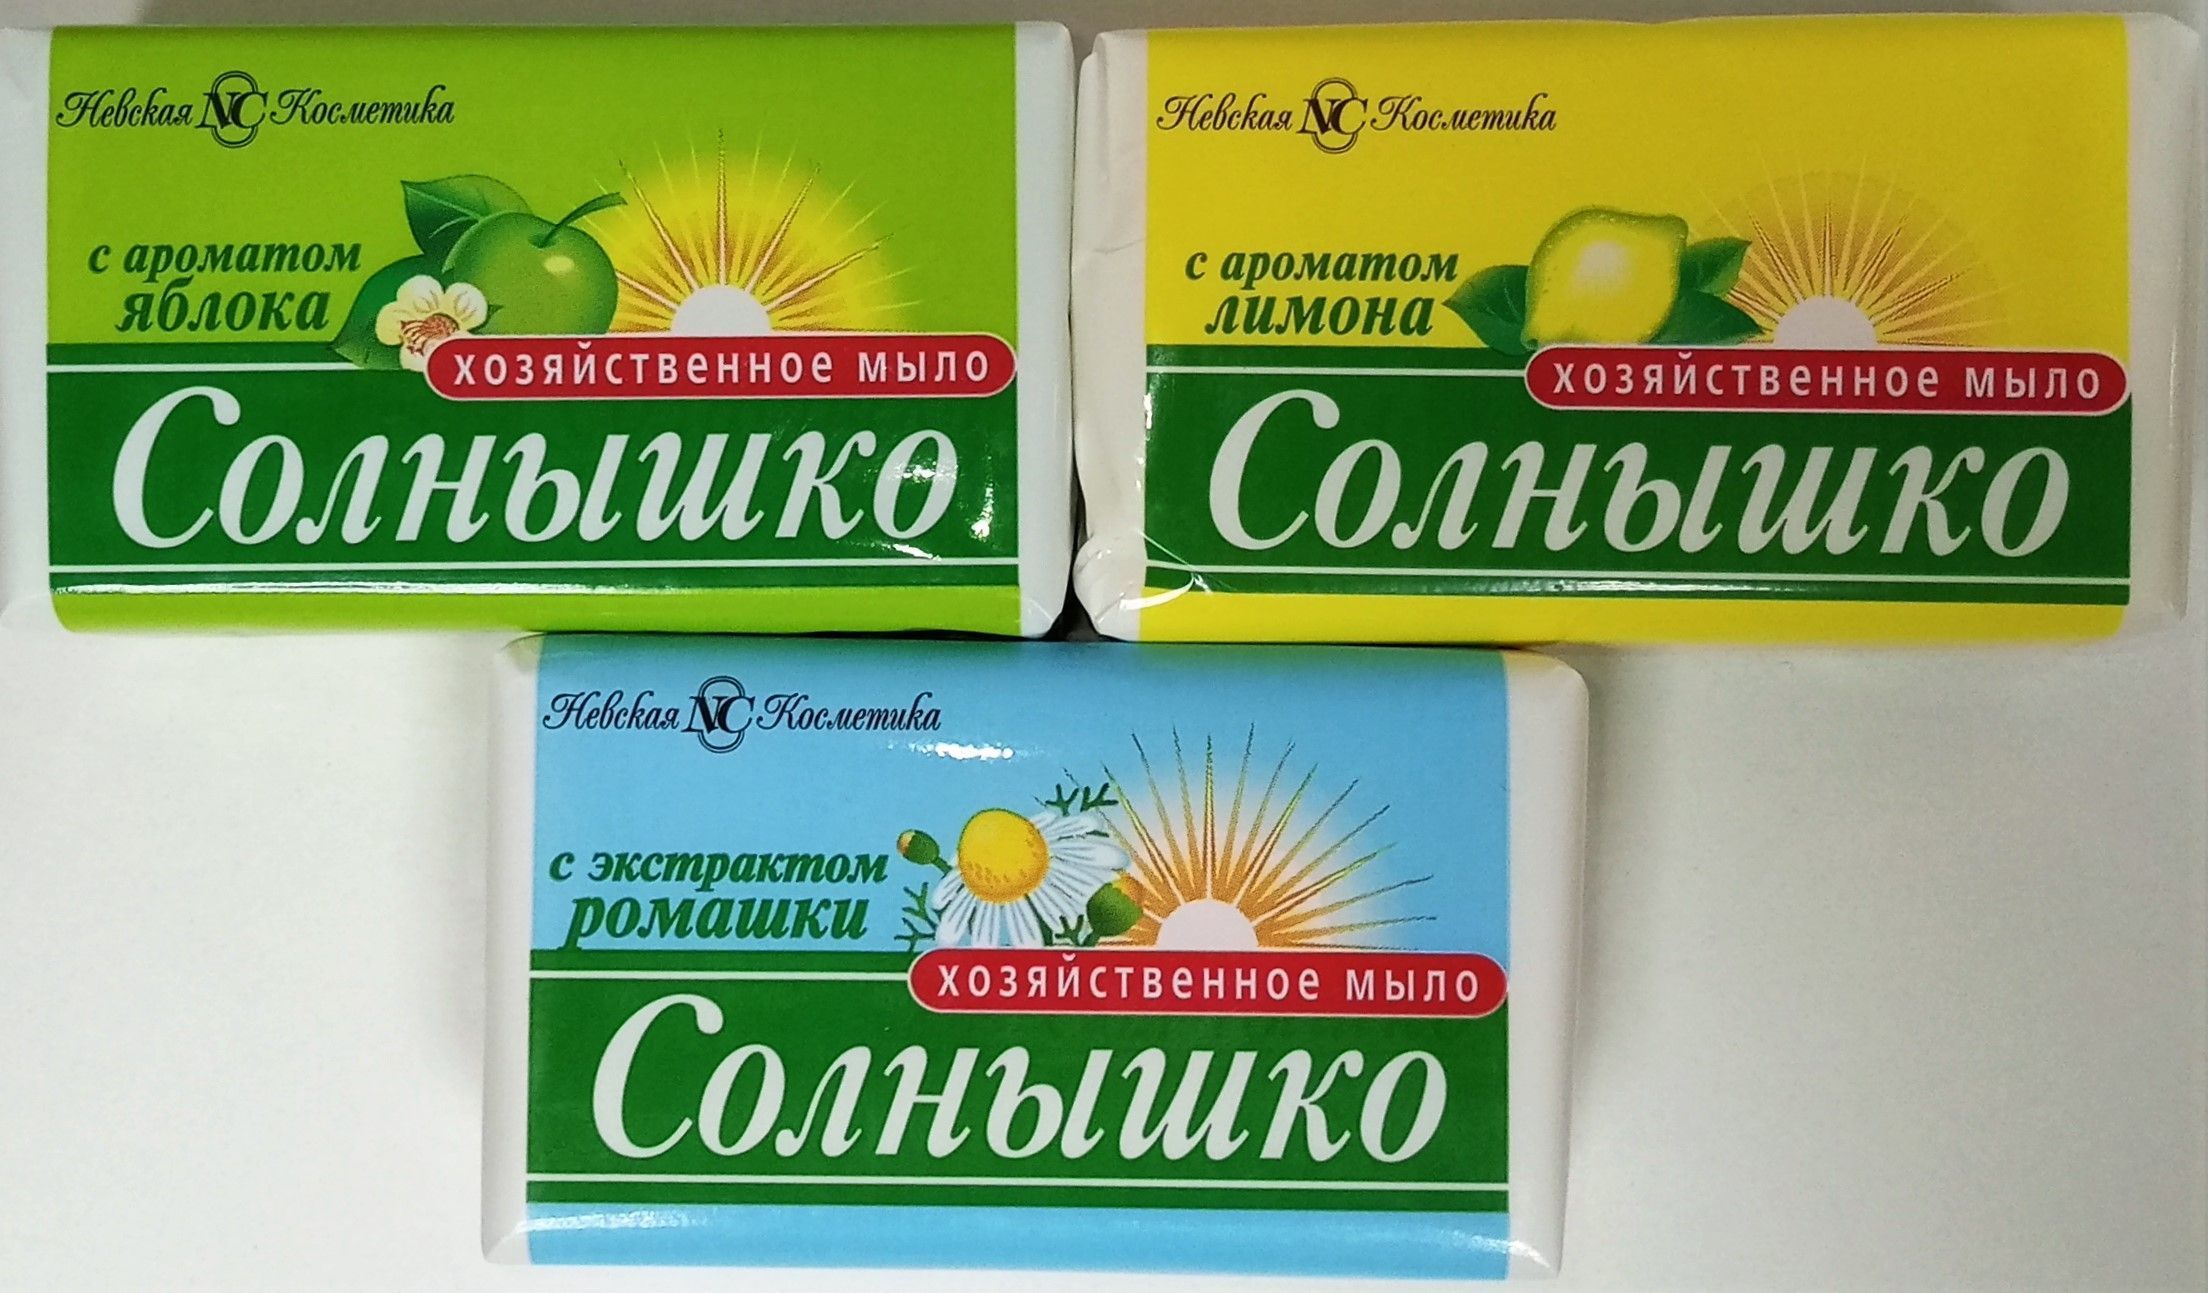 Невская NC Косметика
с ароматом
яблока
хозяйственное мыло
Солнышко
Невская NC Косметика
с ароматом
лимона
хозяйственное мыло
Солнышко
Невская NC Косметика
с экстрактом
ромашки
хозяйственное мыло
Солнышко